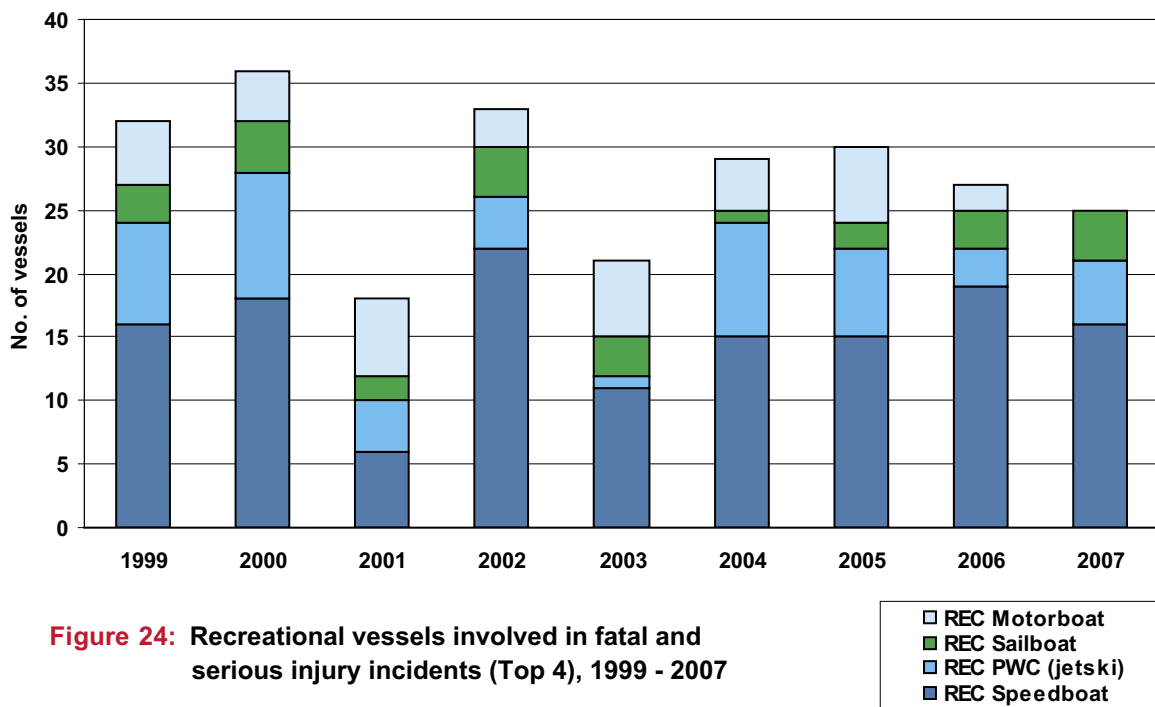 40
35
30
25
20
15
10
5
0
No. of vessels
1999 2000 2001 2002 2003 2004 2005 2006 2007
Figure 24: Recreational vessels involved in fatal and
serious injury incidents (Top 4), 1999 - 2007
REC Motorboat
REC Sailboat
REC PWC (jetski)
REC Speedboat